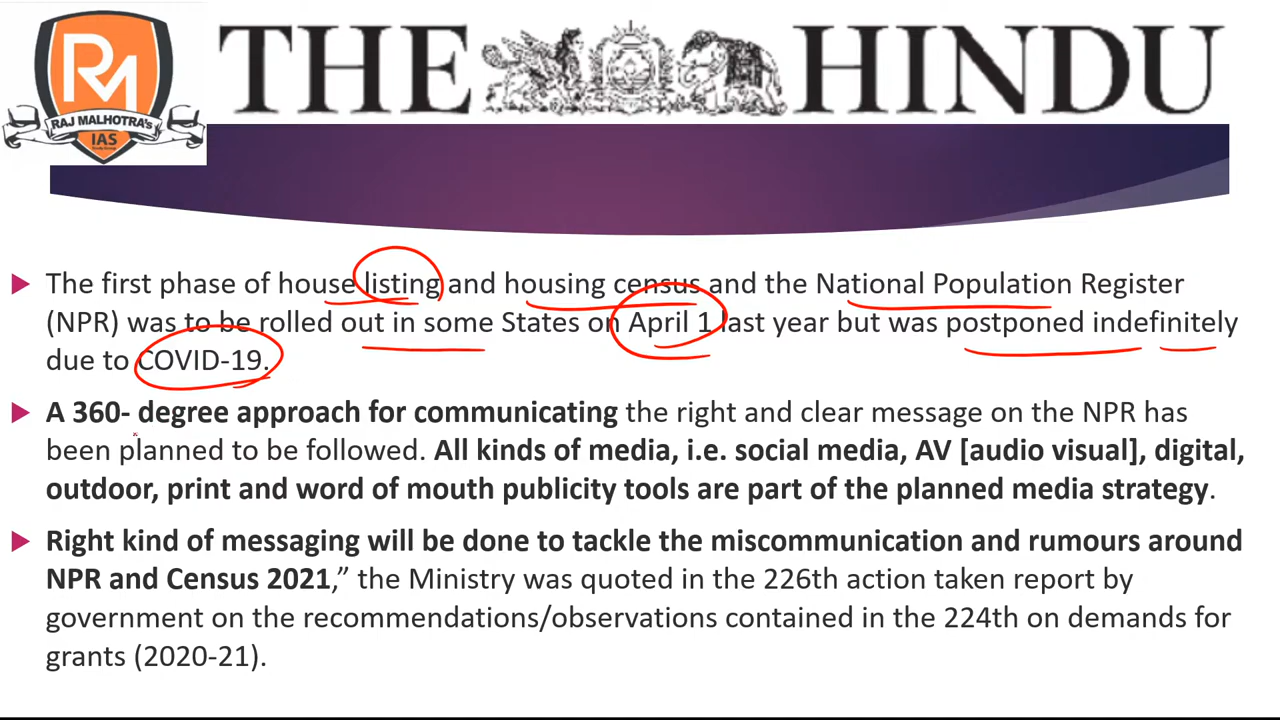 RM
RAJ MALHOTRA'S
IAS
THE HINDU
The first phase of house listing and housing census and the National Population Register
(NPR) was to be rolled out in some States on April 1 last year but was postponed indefinitely
due to COVID-19.
A 360- degree approach for communicating the right and clear message on the NPR has
been planned to be followed. All kinds of media, i.e. social media, AV [audio visual], digital,
outdoor, print and word of mouth publicity tools are part of the planned media strategy.
Right kind of messaging will be done to tackle the miscommunication and rumours around
NPR and Census 2021,” the Ministry was quoted in the 226th action taken report by
government on the recommendations/observations contained in the 224th on demands for
grants (2020-21).